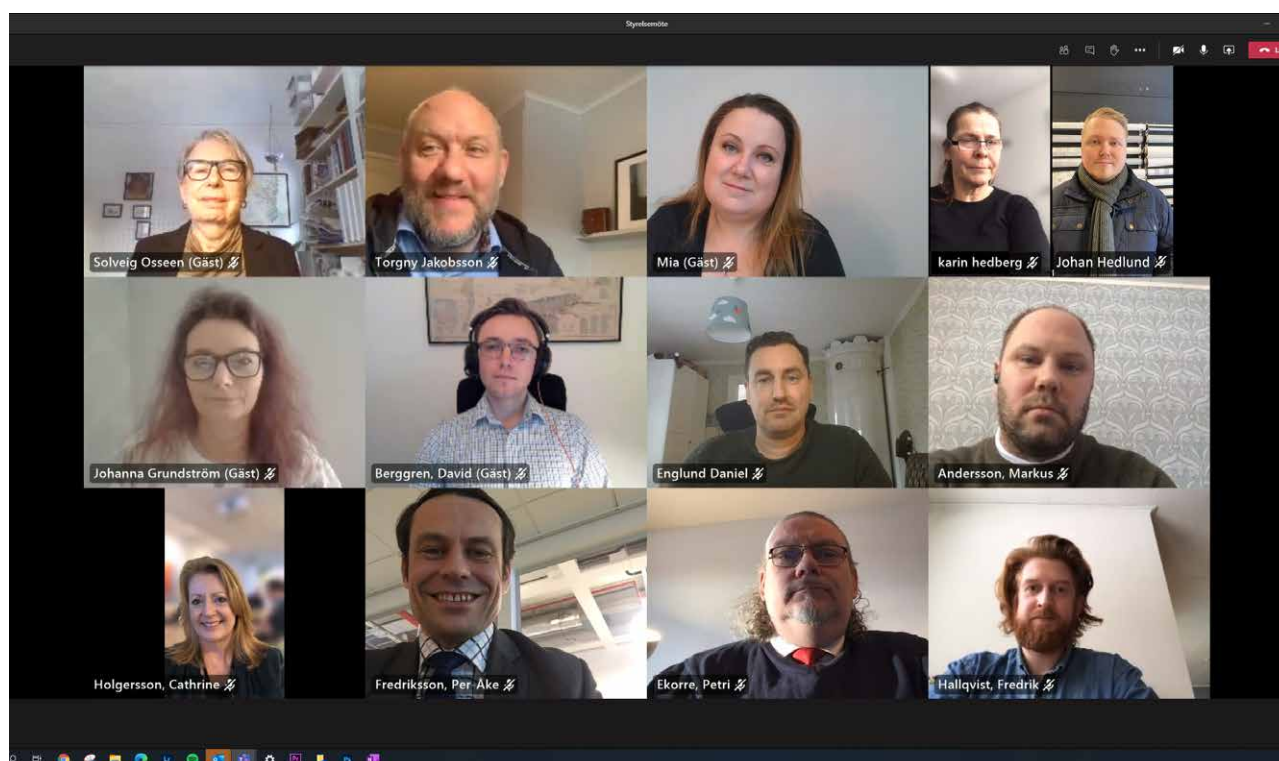 Styrelsemöte
Solveig Osseen (Gäst)
Torgny Jakobsson
Mia (Gäst)
karin hedberg
Johan Hedlund
Johanna Grundström (Gäst)
Berggren, David (Gäst)
Englund Daniel
Andersson, Markus
Holgersson, Cathrine
Fredriksson, Per Åke
Ekorre, Petri
Hallqvist, Fredrik